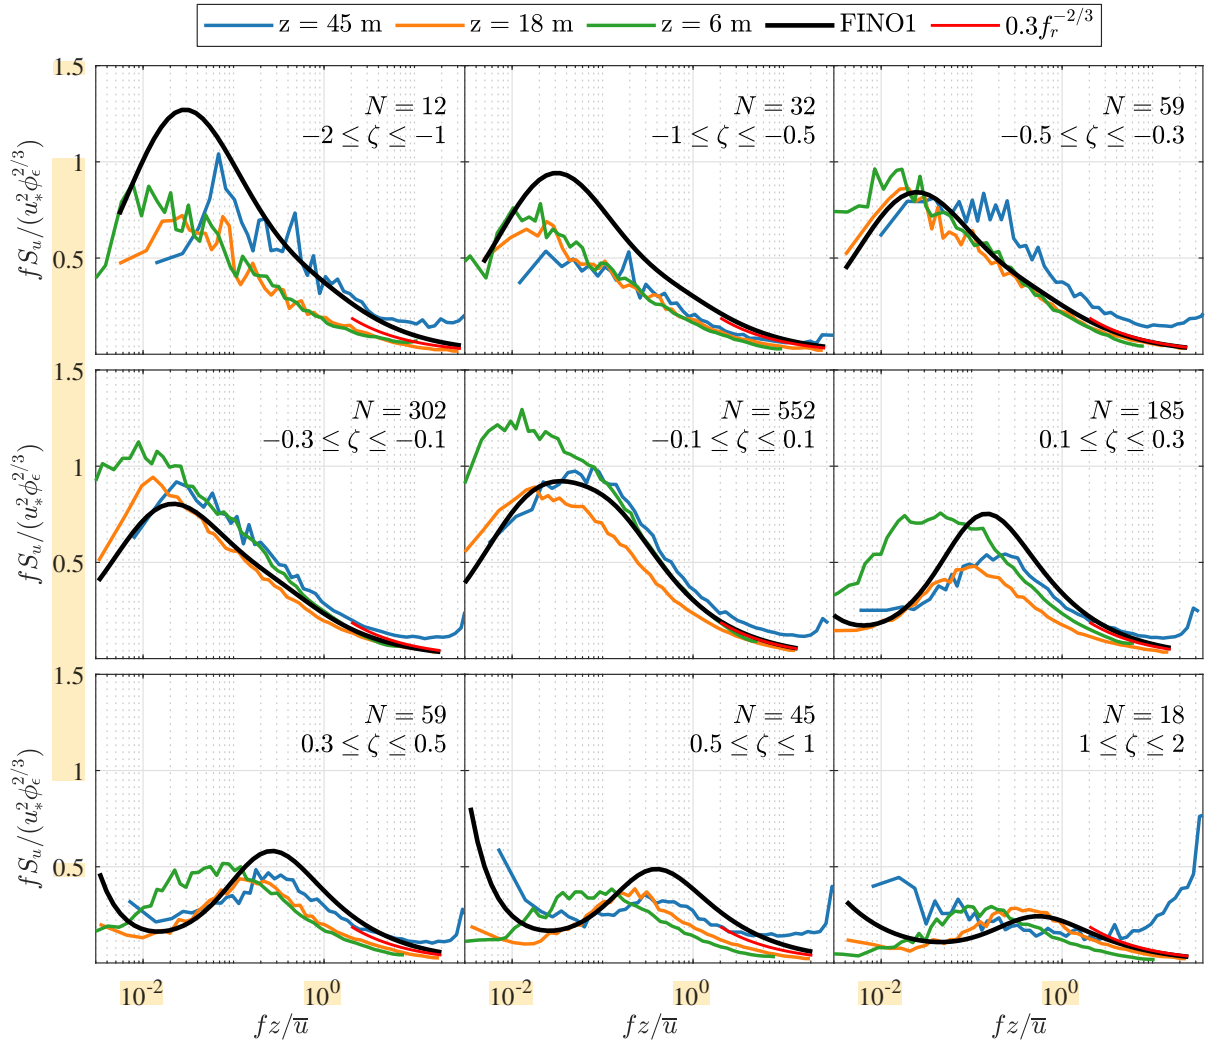 z = 45 m z = 18 m z = 6 m FINO1 0.3f_r^{-2/3}
1.5
1
0.5
fS_u/(u_*^2 ϕ_ϵ^{2/3})
N = 12
−2 ≤ ζ ≤ −1
N = 32
−1 ≤ ζ ≤ −0.5
N = 59
−0.5 ≤ ζ ≤ −0.3
1.5
1
0.5
fS_u/(u_*^2 ϕ_ϵ^{2/3})
N = 302
−0.3 ≤ ζ ≤ −0.1
N = 552
−0.1 ≤ ζ ≤ 0.1
N = 185
0.1 ≤ ζ ≤ 0.3
1.5
1
0.5
fS_u/(u_*^2 ϕ_ϵ^{2/3})
N = 59
0.3 ≤ ζ ≤ 0.5
N = 45
0.5 ≤ ζ ≤ 1
N = 18
1 ≤ ζ ≤ 2
10^{-2} 10^0 10^{-2} 10^0 10^{-2} 10^0
fz/u̅ fz/u̅ fz/u̅